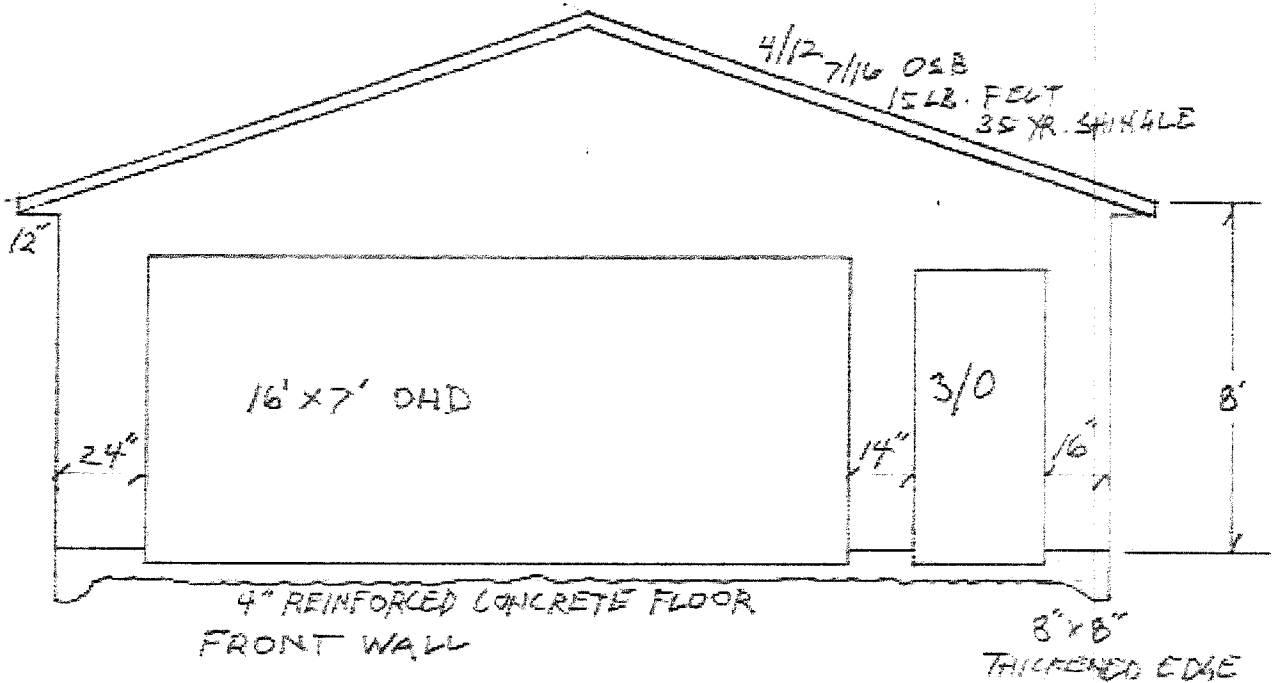 4/12
7/16 OSB
15 LB. FELT
35 YR. SHINGLE
12"
16' x 7' OHD
3/0
8'
24"
14"
16"
4" REINFORCED CONCRETE FLOOR
FRONT WALL
8" x 8"
THICKENED EDGE